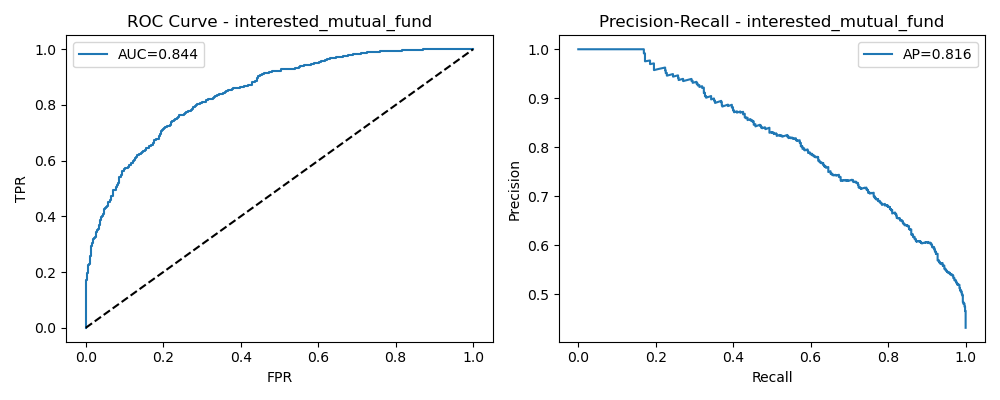 ROC Curve - interested_mutual_fund
AUC=0.844
1.0
0.8
0.6
0.4
0.2
0.0
TPR
0.0 0.2 0.4 0.6 0.8 1.0
FPR
Precision-Recall - interested_mutual_fund
AP=0.816
1.0
0.9
0.8
0.7
0.6
0.5
Precision
0.0 0.2 0.4 0.6 0.8 1.0
Recall